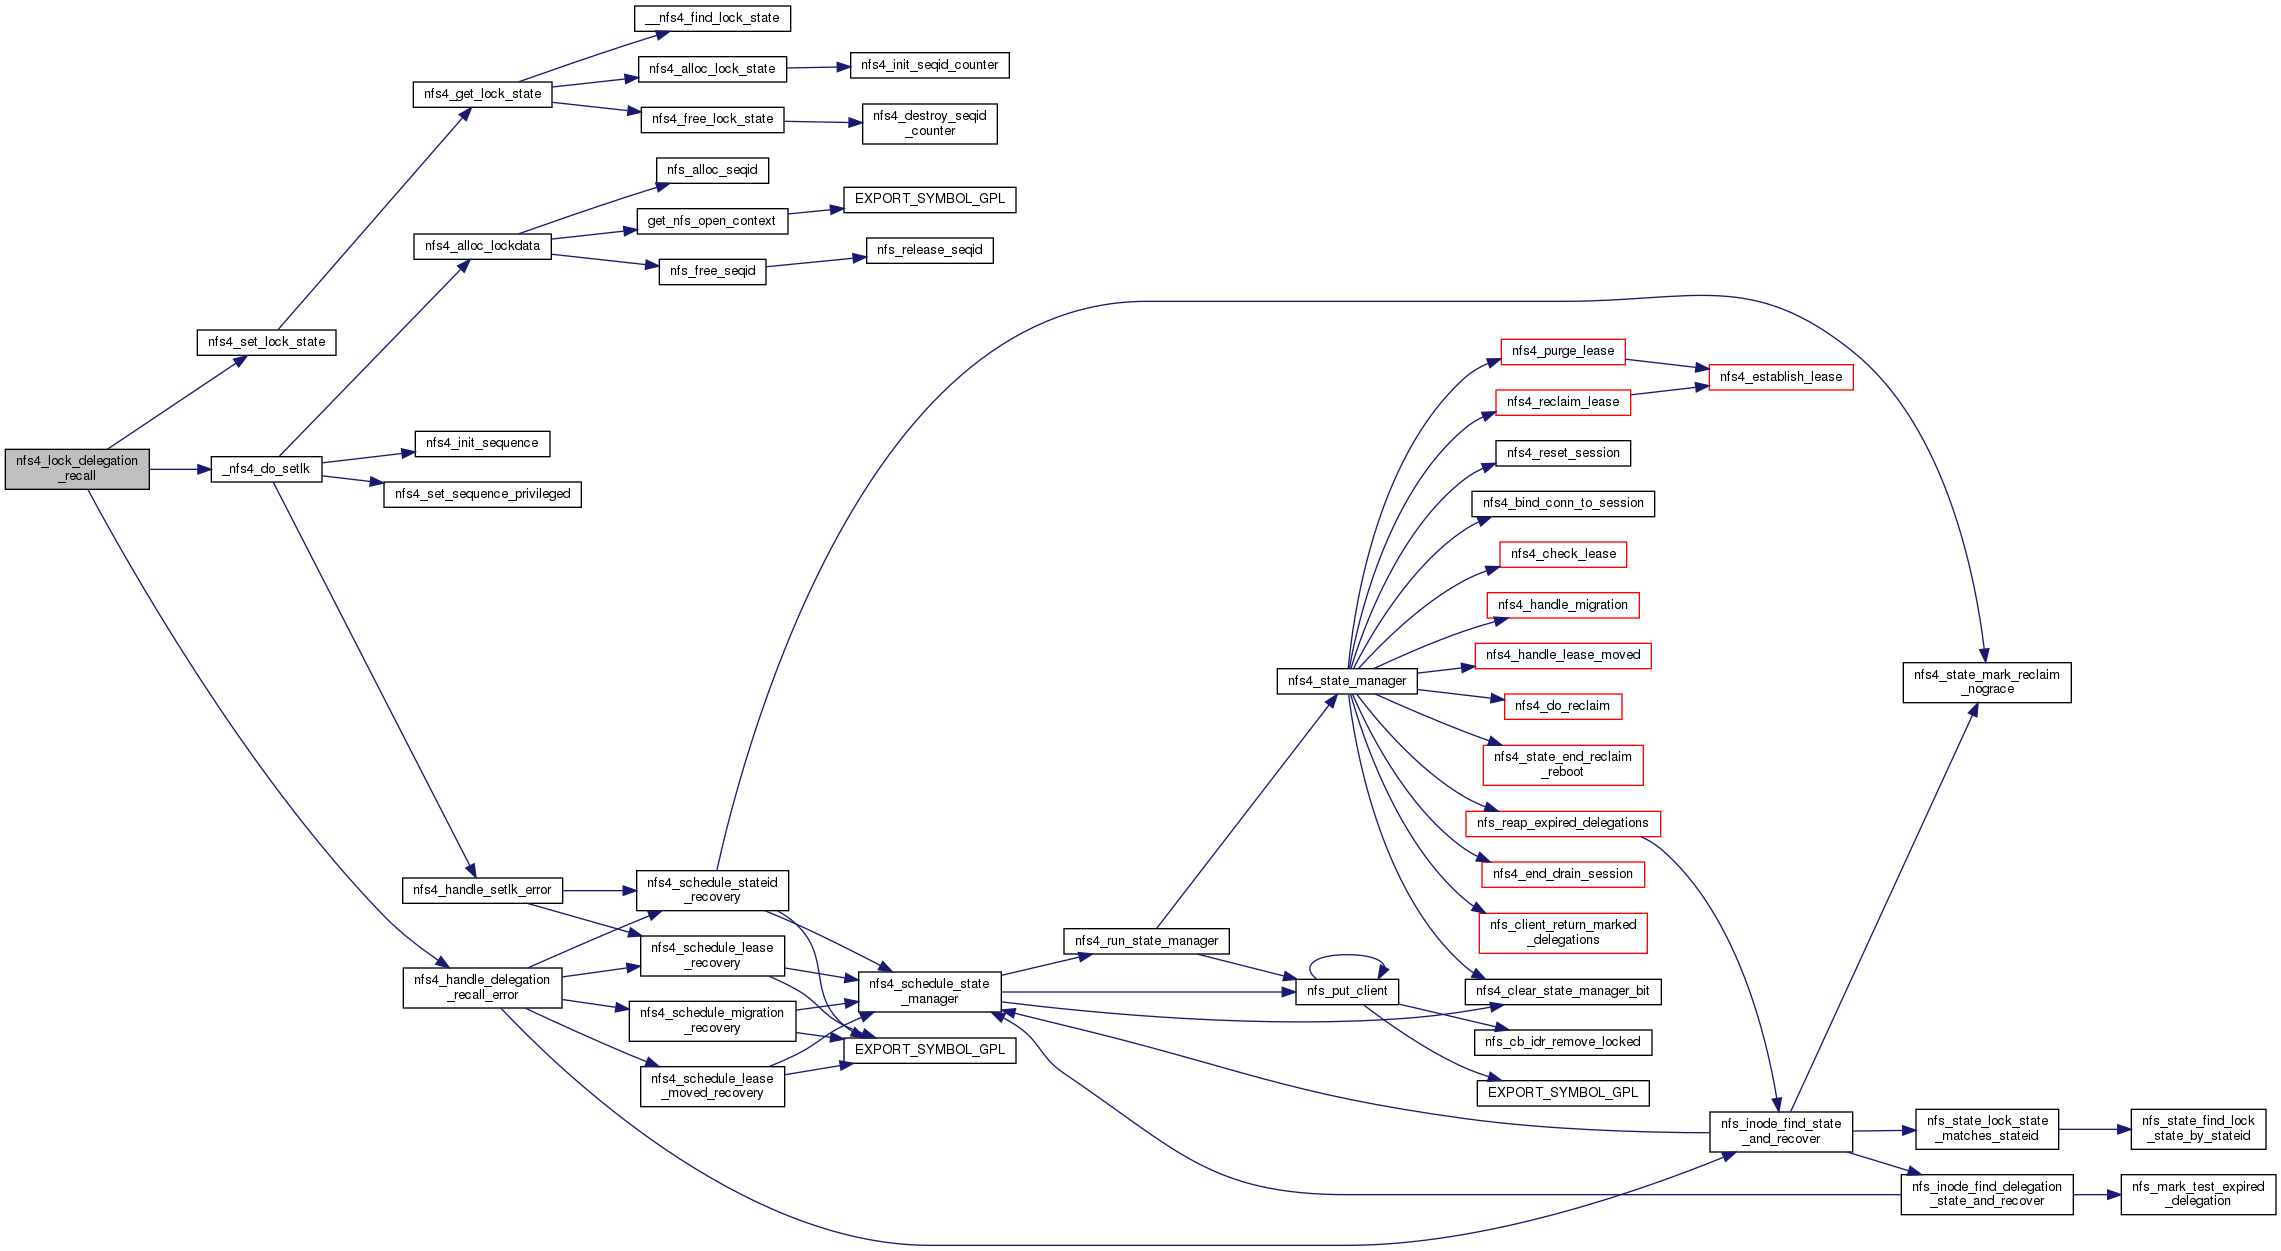 __nfs4_find_lock_state
nfs4_alloc_lock_state
nfs4_init_seqid_counter
nfs4_get_lock_state
nfs4_free_lock_state
nfs4_destroy_seqid
_counter
nfs_alloc_seqid
EXPORT_SYMBOL_GPL
get_nfs_open_context
nfs4_alloc_lockdata
nfs_release_seqid
nfs_free_seqid
nfs4_set_lock_state
nfs4_purge_lease
nfs4_establish_lease
nfs4_reclaim_lease
nfs4_init_sequence
nfs4_reset_session
nfs4_lock_delegation
_recall
_nfs4_do_setlk
nfs4_set_sequence_privileged
nfs4_bind_conn_to_session
nfs4_check_lease
nfs4_handle_migration
nfs4_handle_lease_moved
nfs4_state_manager
nfs4_state_mark_reclaim
_nograce
nfs4_do_reclaim
nfs4_state_end_reclaim
_reboot
nfs_reap_expired_delegations
nfs4_end_drain_session
nfs4_handle_setlk_error
nfs4_schedule_stateid
_recovery
nfs_client_return_marked
_delegations
nfs4_run_state_manager
nfs4_schedule_lease
_recovery
nfs4_handle_delegation
_recall_error
nfs4_schedule_state
_manager
nfs_put_client
nfs4_clear_state_manager_bit
nfs4_schedule_migration
_recovery
nfs_cb_idr_remove_locked
EXPORT_SYMBOL_GPL
nfs4_schedule_lease
_moved_recovery
EXPORT_SYMBOL_GPL
nfs_inode_find_state
_and_recover
nfs_state_lock_state
_matches_stateid
nfs_state_find_lock
_state_by_stateid
nfs_inode_find_delegation
_state_and_recover
nfs_mark_test_expired
_delegation